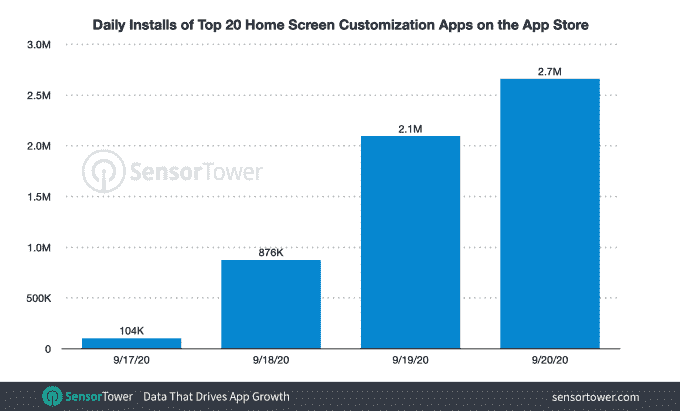 Daily Installs of Top 20 Home Screen Customization Apps on the App Store
3.0M
2.5M
2.0M
1.5M
1.0M
500K
0
SensorTower
104K
876K
2.1M
2.7M
9/17/20
9/18/20
9/19/20
9/20/20
SensorTower Data That Drives App Growth sensortower.com